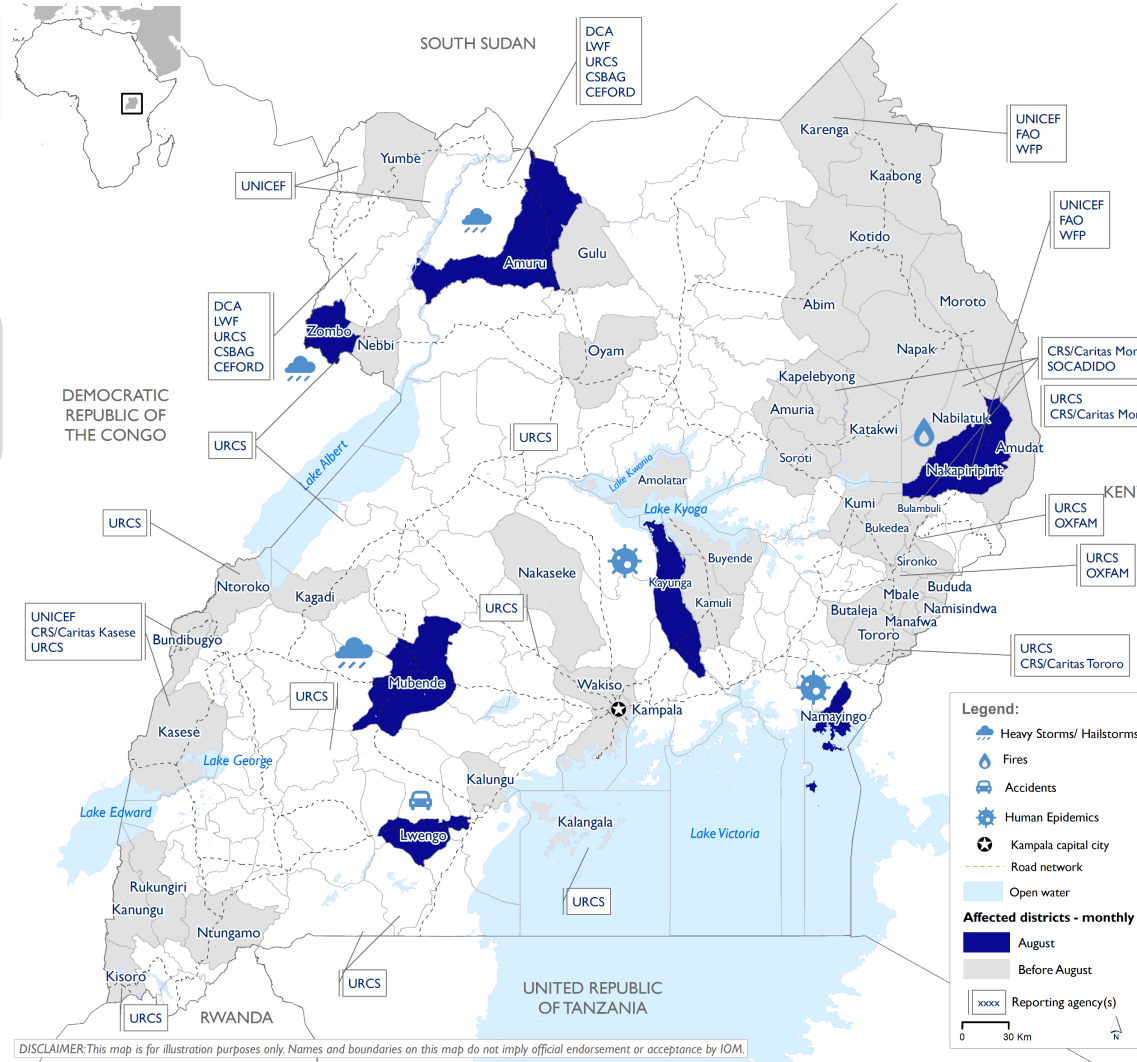 SOUTH SUDAN
DCA
LWF
URCS
CSBAG
CEFORD
Karenga
UNICEF
FAO
WFP
Yumbe
Kaabong
UNICEF
UNICEF
FAO
WFP
Kotido
Gulu
Amuru
DCA
LWF
URCS
CSBAG
CEFORD
Abim
Moroto
Zombo
Nebbi
Oyam
Napak
CRS/Caritas Mor
SOCADIDO
Kapelebyong
DEMOCRATIC
REPUBLIC OF
THE CONGO
URCS
CRS/Caritas Mor
Amuria
Nabilatuk
Katakwi
URCS
URCS
Amudat
Soroti
Lake Albert
Lake Kwania
Nakapiripirit
Amolatar
KEN
Kumi
Lake Kyoga
Bulambuli
URCS
URCS
OXFAM
Bukedea
Buyende
Sironko
URCS
OXFAM
Nakaseke
Kayunga
Ntoroko
Bududa
Kagadi
Mbale
Kamuli
URCS
Namisindwa
Butaleja
UNICEF
CRS/Caritas Kasese
URCS
Manafwa
Bundibugyo
Tororo
URCS
CRS/Caritas Tororo
Mubende
Wakiso
URCS
Kampala
Namayingo
Kasese
Lake George
Kalungu
Lake Edward
Kalangala
Lake Victoria
Lwengo
Rukungiri
URCS
Kanungu
Ntungamo
Kisoro
URCS
UNITED REPUBLIC
OF TANZANIA
URCS
RWANDA
Legend:
Heavy Storms/ Hailstorms
Fires
Accidents
Human Epidemics
Kampala capital city
Road network
Open water
Affected districts - monthly
August
Before August
xxxx Reporting agency(s)
0 30 Km
N
DISCLAIMER:This map is for illustration purposes only. Names and boundaries on this map do not imply official endorsement or acceptance by IOM.